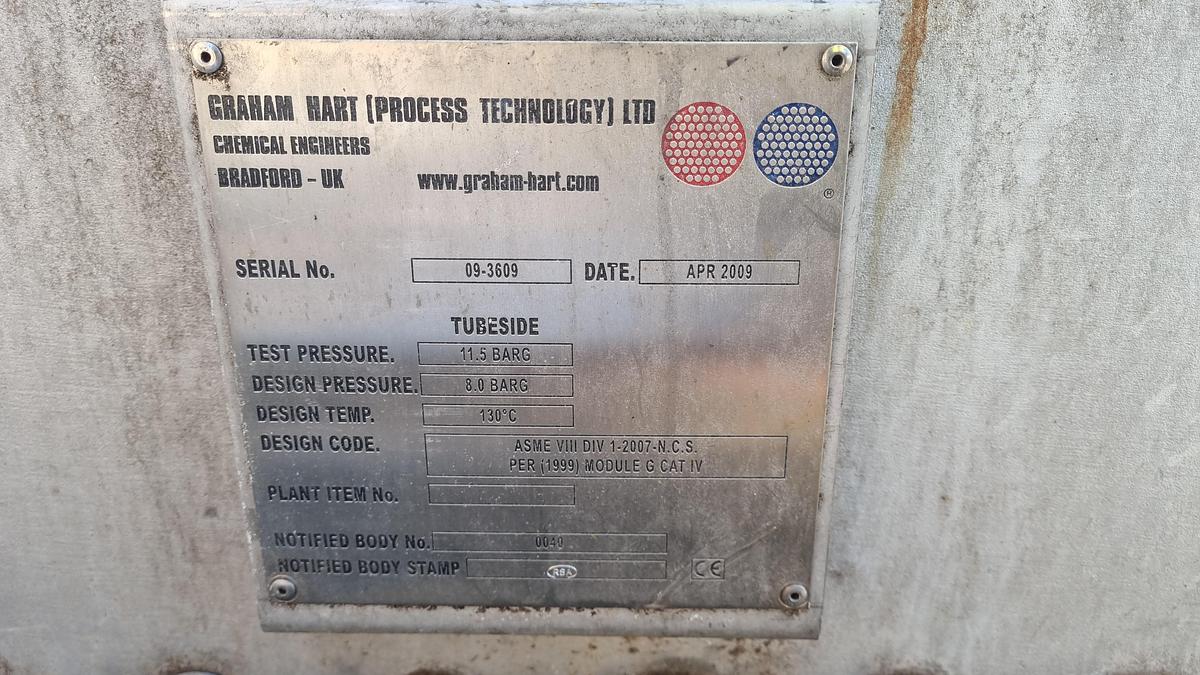 GRAHAM HART (PROCESS TECHNOLOGY) LTD
CHEMICAL ENGINEERS
BRADFORD - UK www.graham-hart.com
®
SERIAL No. 09-3609 DATE. APR 2009
TUBESIDE
TEST PRESSURE. 11.5 BARG
DESIGN PRESSURE. 8.0 BARG
DESIGN TEMP. 130°C
DESIGN CODE. ASME VIII DIV 1-2007-N.C.S.
PER (1999) MODULE G CAT IV
PLANT ITEM No.
NOTIFIED BODY No. 0040
NOTIFIED BODY STAMP RSA CE